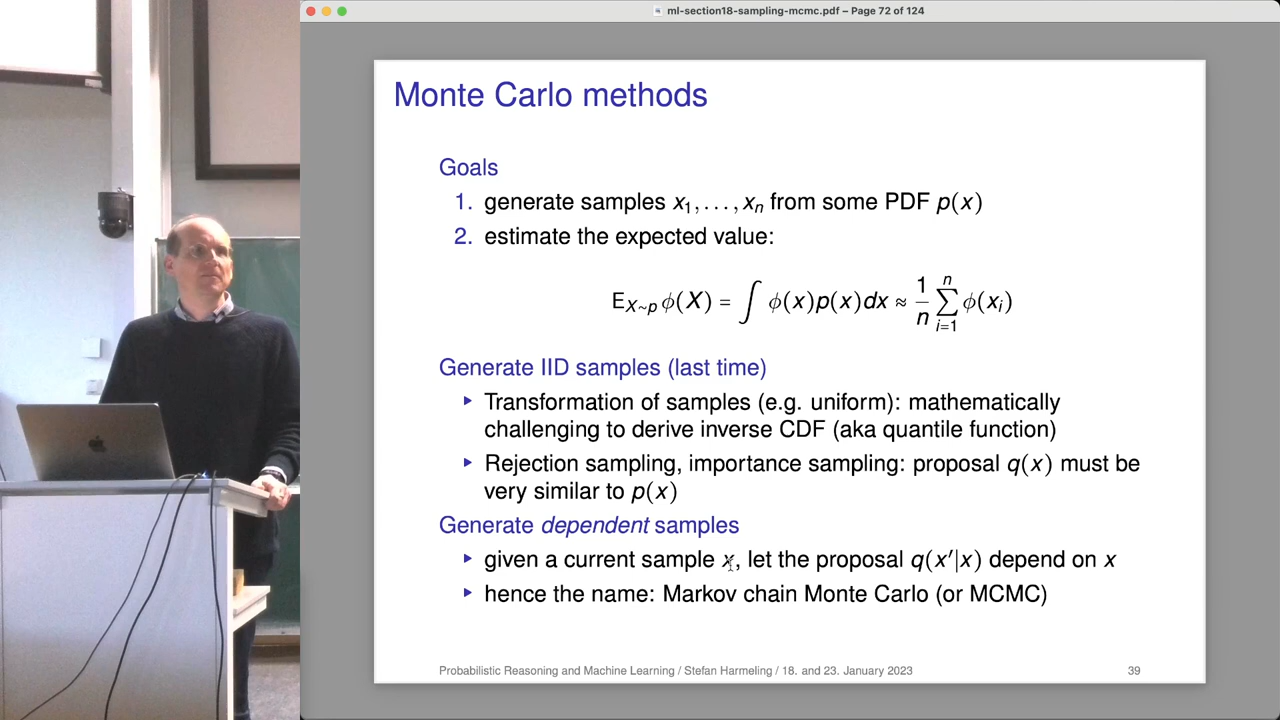 ml-section18-sampling-mcmc.pdf – Page 72 of 124
Monte Carlo methods
Goals
1. generate samples x₁, . . . , xₙ from some PDF p(x)
2. estimate the expected value:
E_{X∼p} ϕ(X) = ∫ ϕ(x)p(x)dx ≈ \frac{1}{n} \sum_{i=1}^{n} ϕ(xᵢ)
Generate IID samples (last time)
▸ Transformation of samples (e.g. uniform): mathematically
challenging to derive inverse CDF (aka quantile function)
▸ Rejection sampling, importance sampling: proposal q(x) must be
very similar to p(x)
Generate dependent samples
▸ given a current sample x, let the proposal q(x′|x) depend on x
▸ hence the name: Markov chain Monte Carlo (or MCMC)
Probabilistic Reasoning and Machine Learning / Stefan Harmeling / 18. and 23. January 2023
39